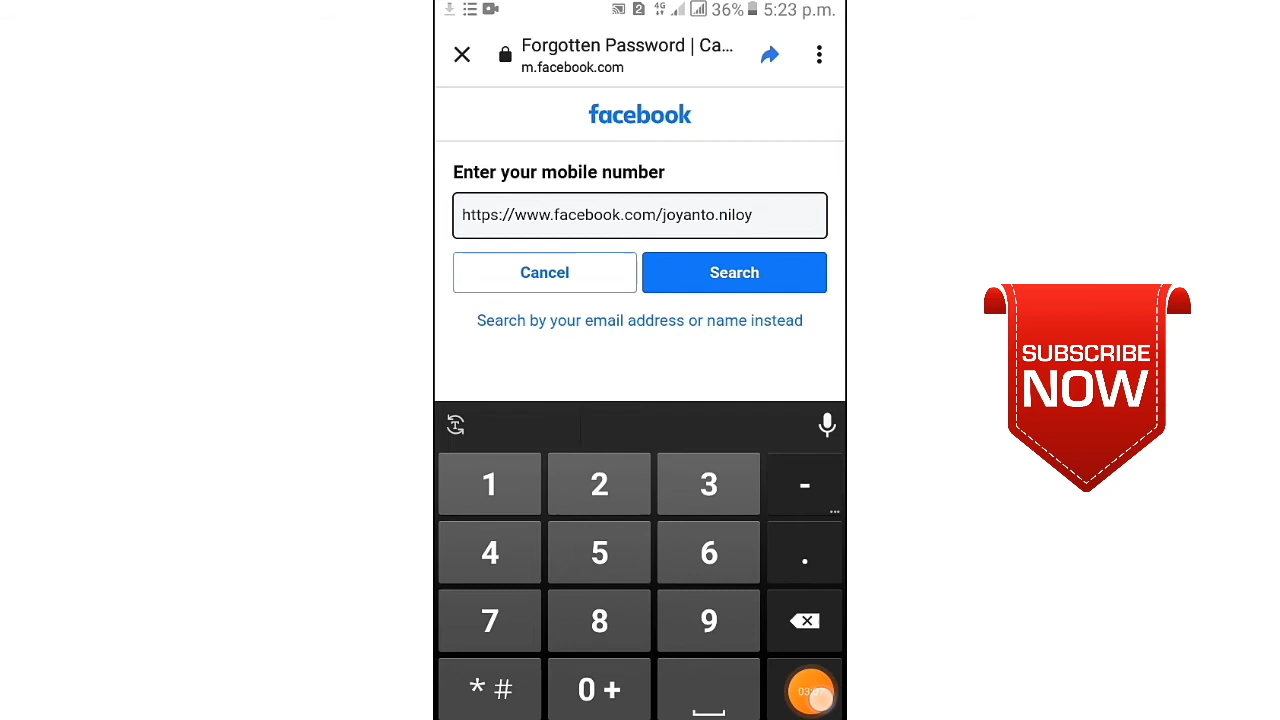 36% 5:23 p.m.
Forgotten Password | Ca...
m.facebook.com
facebook
Enter your mobile number
https://www.facebook.com/joyanto.niloy
Cancel
Search
Search by your email address or name instead
SUBSCRIBE
NOW
1 2 3 -
4 5 6 .
7 8 9
* # 0 +